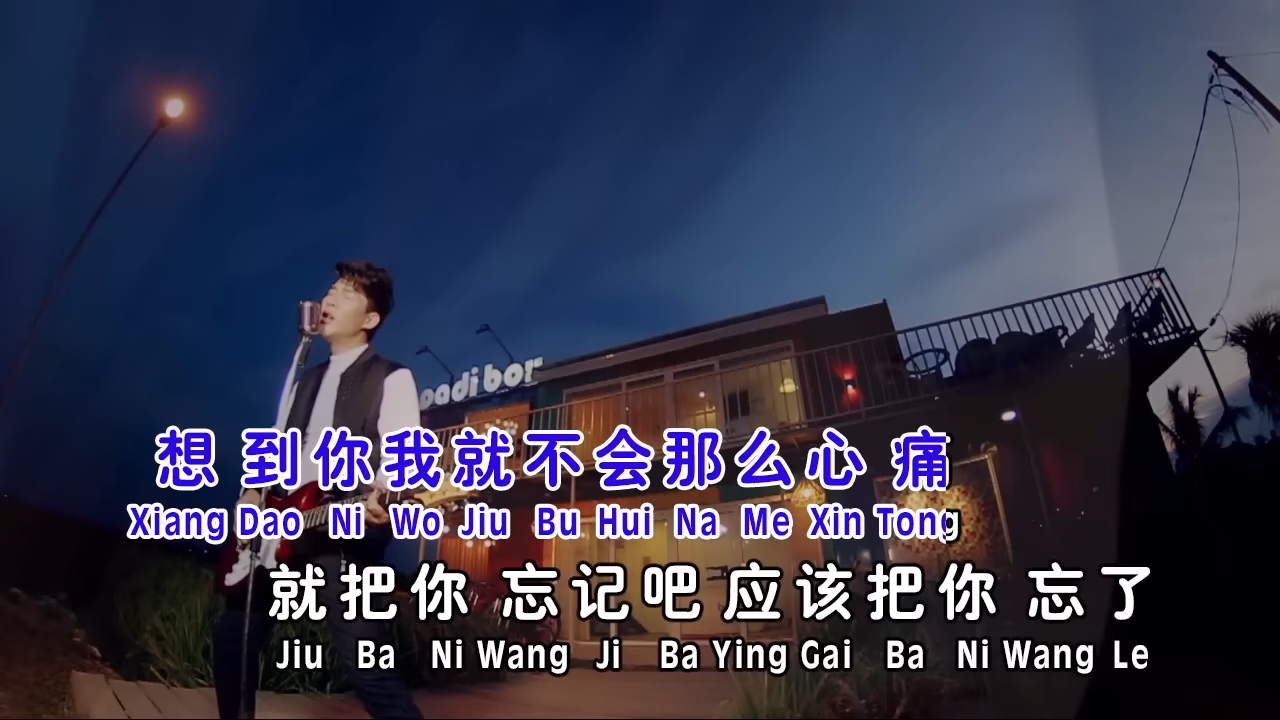 oadi bor
想到你我就不会那么心痛
Xiang Dao Ni Wo Jiu Bu Hui Na Me Xin Tong
就把你忘记吧应该把你忘了
Jiu Ba Ni Wang Ji Ba Ying Gai Ba Ni Wang Le